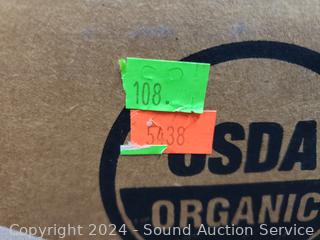 108.
5438
USDA
ORGANIC
Copyright 2024 - Sound Auction Service